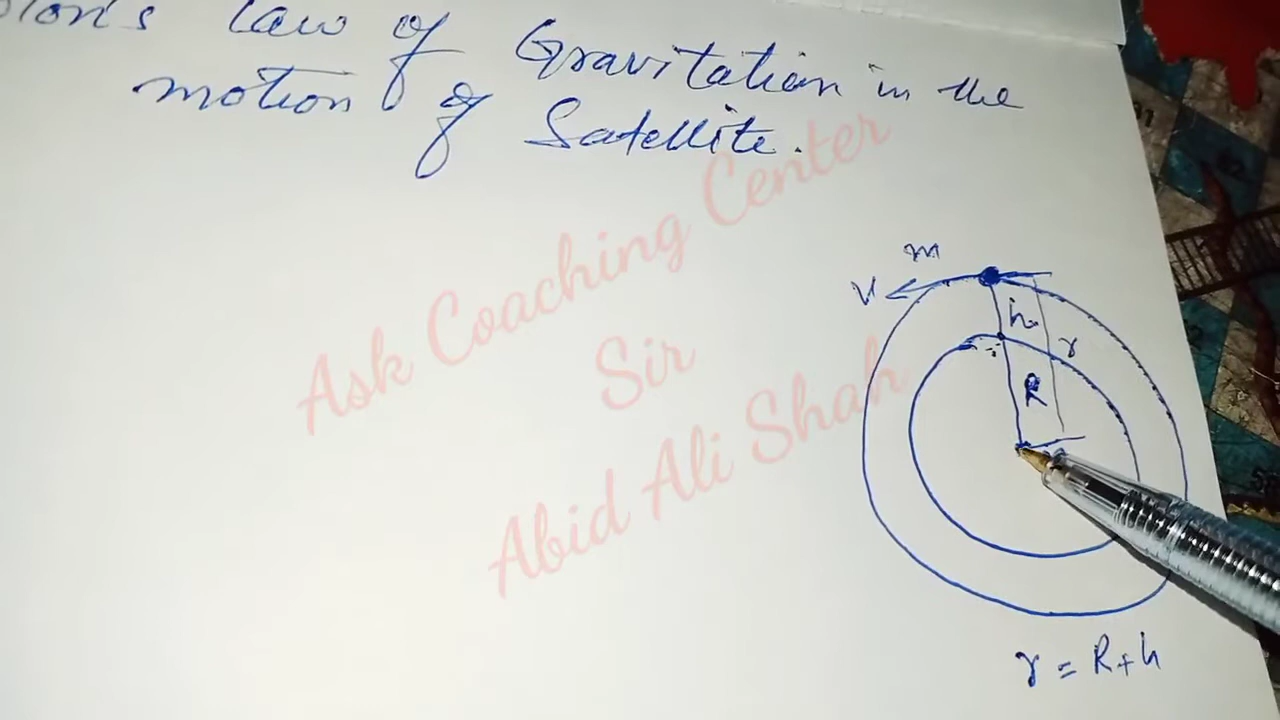 law of Gravitation in the
motion of Satellite.
Ask Coaching Center
Sir
Abid Ali Shah
m
V
h
r
R
r = R+h